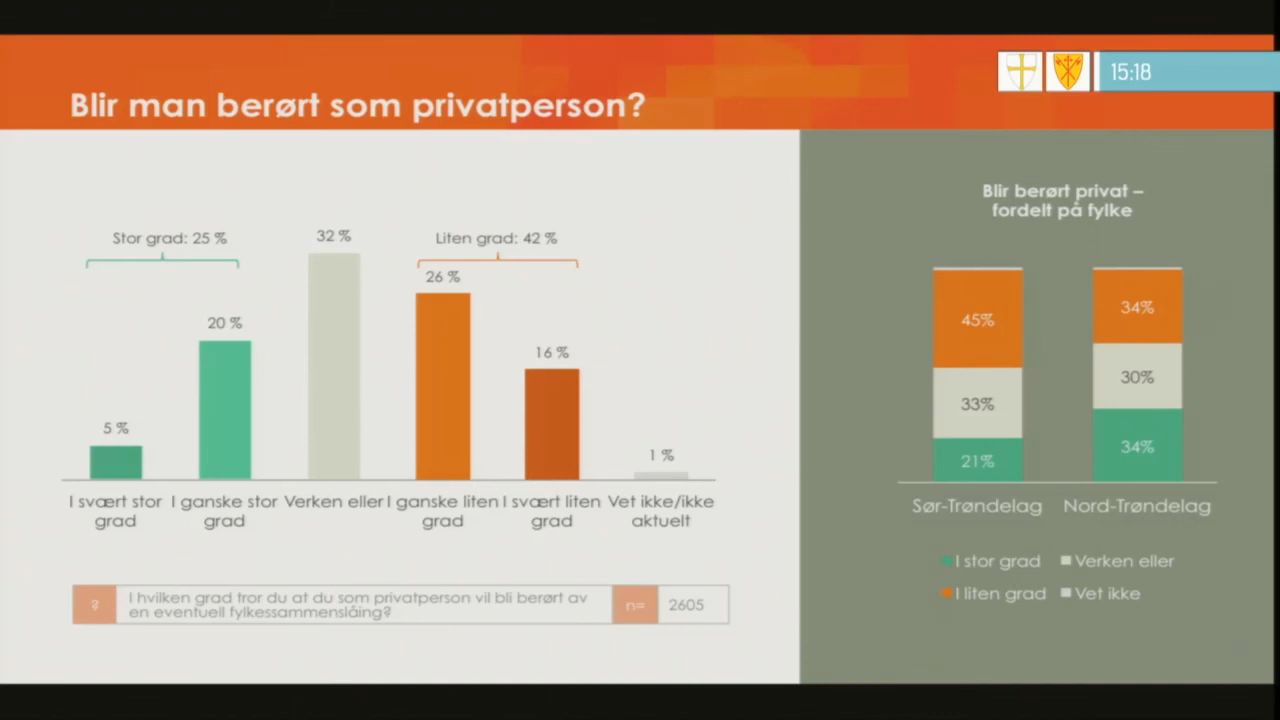 15:18
Blir man berørt som privatperson?
Stor grad: 25 %
32 %
Liten grad: 42 %
26 %
20 %
16 %
5 %
1 %
I svært stor grad
I ganske stor grad
Verken eller
I ganske liten grad
I svært liten grad
Vet ikke/ikke aktuelt
?
I hvilken grad tror du at du som privatperson vil bli berørt av
en eventuell fylkessammenslåing?
n=
2605
Blir berørt privat –
fordelt på fylke
45%
34%
33%
30%
21%
34%
Sør-Trøndelag
Nord-Trøndelag
I stor grad
Verken eller
I liten grad
Vet ikke